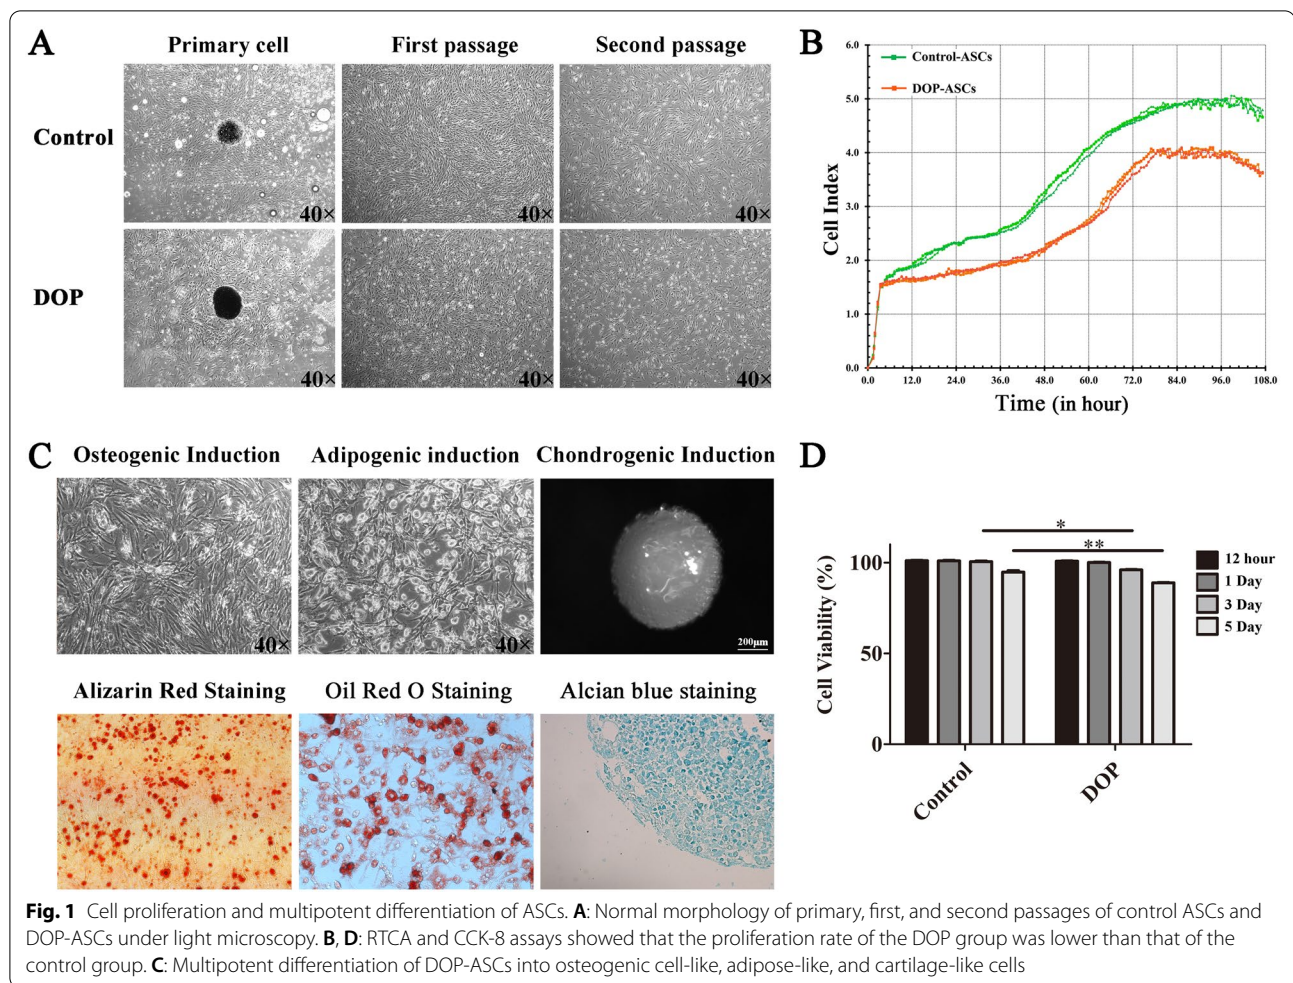 A
Primary cell
First passage
Second passage
Control
40×
40×
40×
DOP
40×
40×
40×
B
6.0
5.0
4.0
3.0
2.0
1.0
0.0
Cell Index
Control-ASCs
DOP-ASCs
0.0 12.0 24.0 36.0 48.0 60.0 72.0 84.0 96.0 108.0
Time (in hour)
C
Osteogenic Induction
Adipogenic induction
Chondrogenic Induction
40×
40×
200μm
Alizarin Red Staining
Oil Red O Staining
Alcian blue staining
D
Cell Viability (%)
100
50
0
*
**
12 hour
1 Day
3 Day
5 Day
Control
DOP
Fig. 1 Cell proliferation and multipotent differentiation of ASCs. A: Normal morphology of primary, first, and second passages of control ASCs and
DOP-ASCs under light microscopy. B, D: RTCA and CCK-8 assays showed that the proliferation rate of the DOP group was lower than that of the
control group. C: Multipotent differentiation of DOP-ASCs into osteogenic cell-like, adipose-like, and cartilage-like cells